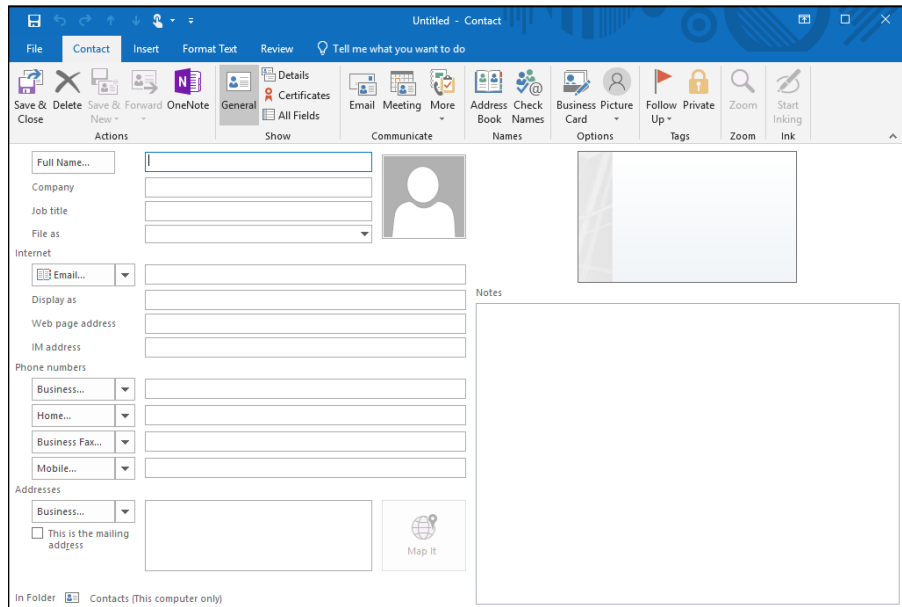 Untitled - Contact
File Contact Insert Format Text Review Tell me what you want to do
Save & Close
Delete
Save & New
Forward
OneNote
Actions
General
Details
Certificates
All Fields
Show
Email
Meeting
More
Communicate
Address Book
Check Names
Names
Business Card
Picture
Options
Follow Up
Private
Tags
Zoom
Zoom
Start Inking
Ink
Full Name...
Company
Job title
File as
Internet
Email...
Display as
Web page address
IM address
Phone numbers
Business...
Home...
Business Fax...
Mobile...
Addresses
Business...
This is the mailing
address
Map It
Notes
In Folder Contacts (This computer only)